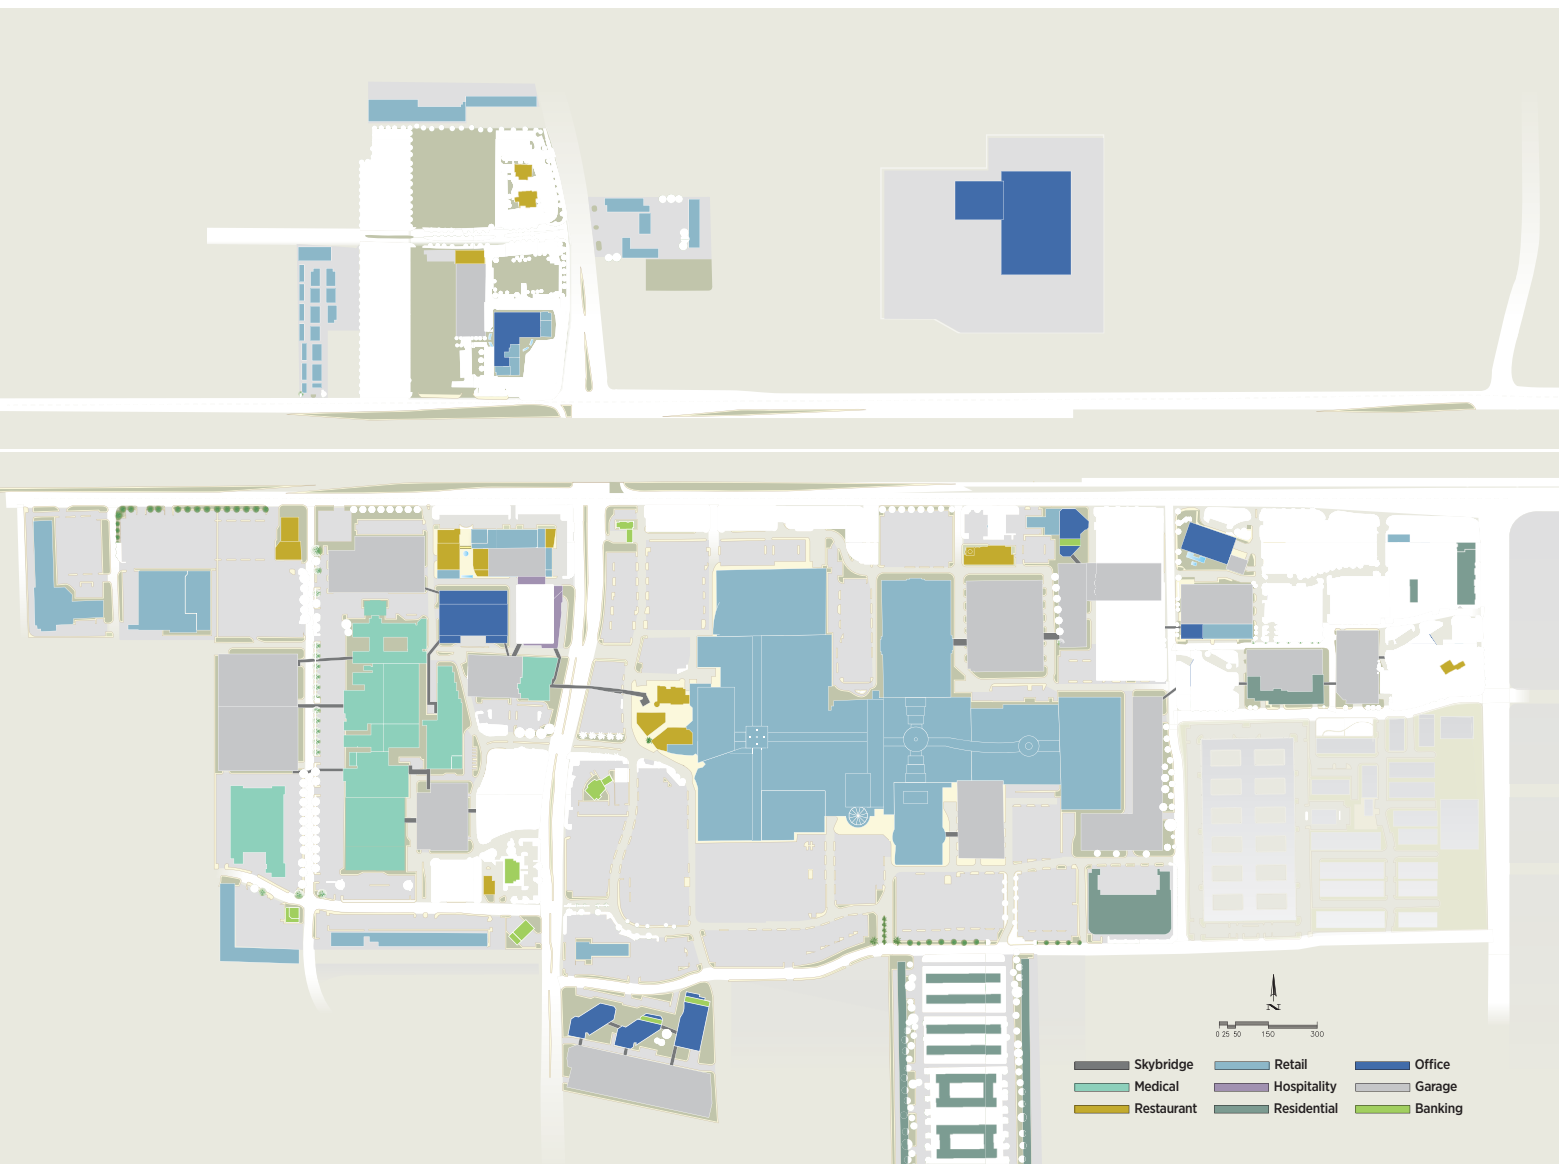 N
0 25 50 150 300
Skybridge Retail Office
Medical Hospitality Garage
Restaurant Residential Banking